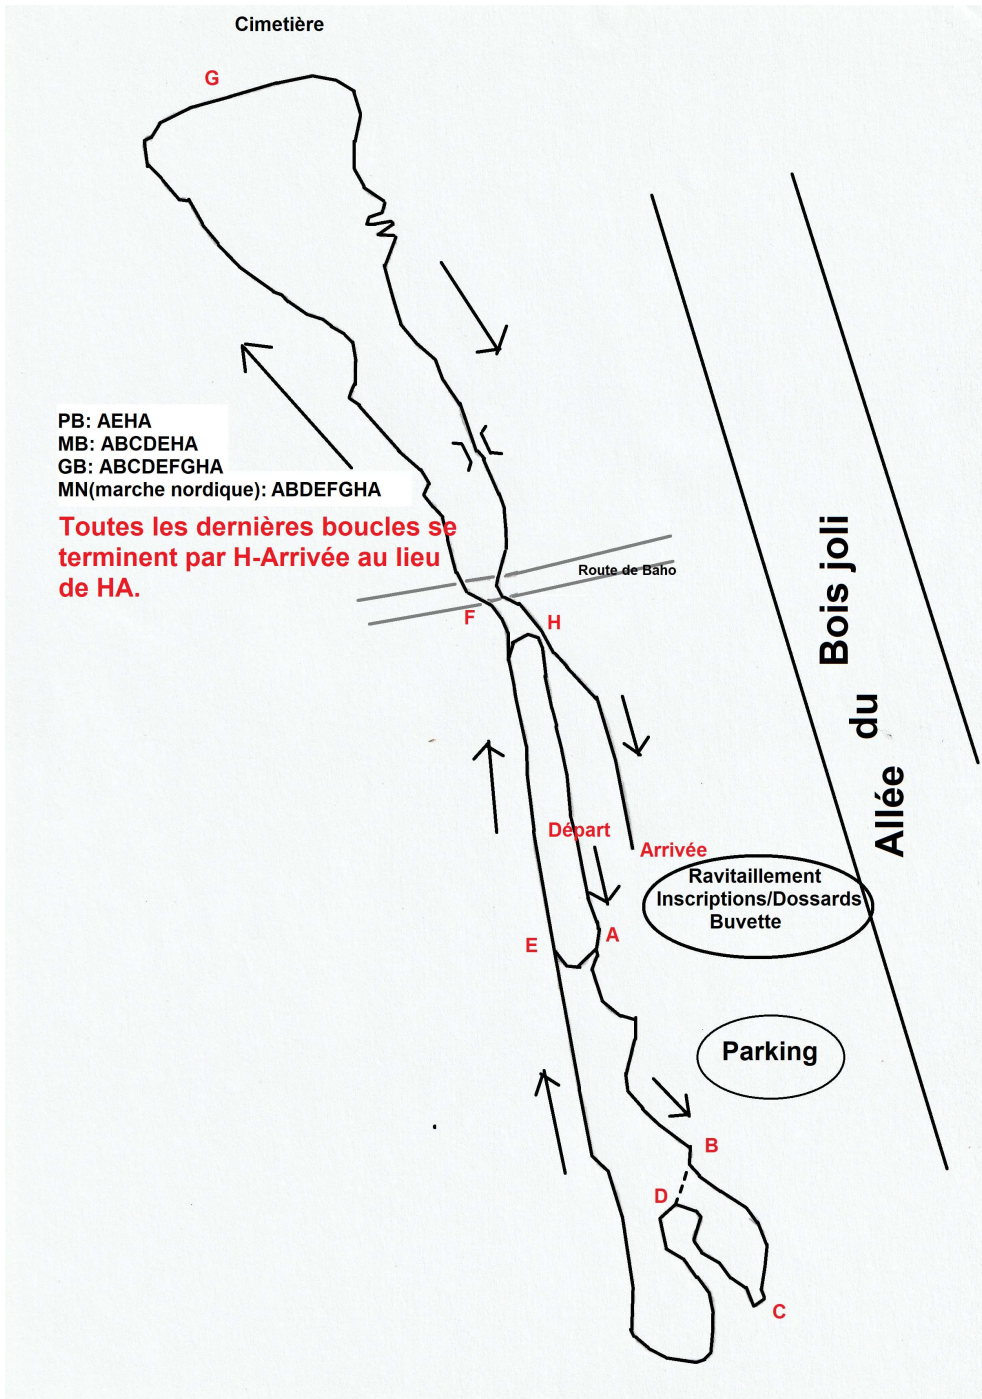 Cimetière
G
PB: AEHA
MB: ABCDEHA
GB: ABCDEFGHA
MN(marche nordique): ABDEFGHA
Toutes les dernières boucles se
terminent par H-Arrivée au lieu
de HA.
Route de Baho
F
H
Allée du Bois joli
Départ
Arrivée
Ravitaillement
Inscriptions/Dossards
Buvette
E
A
Parking
B
D
C